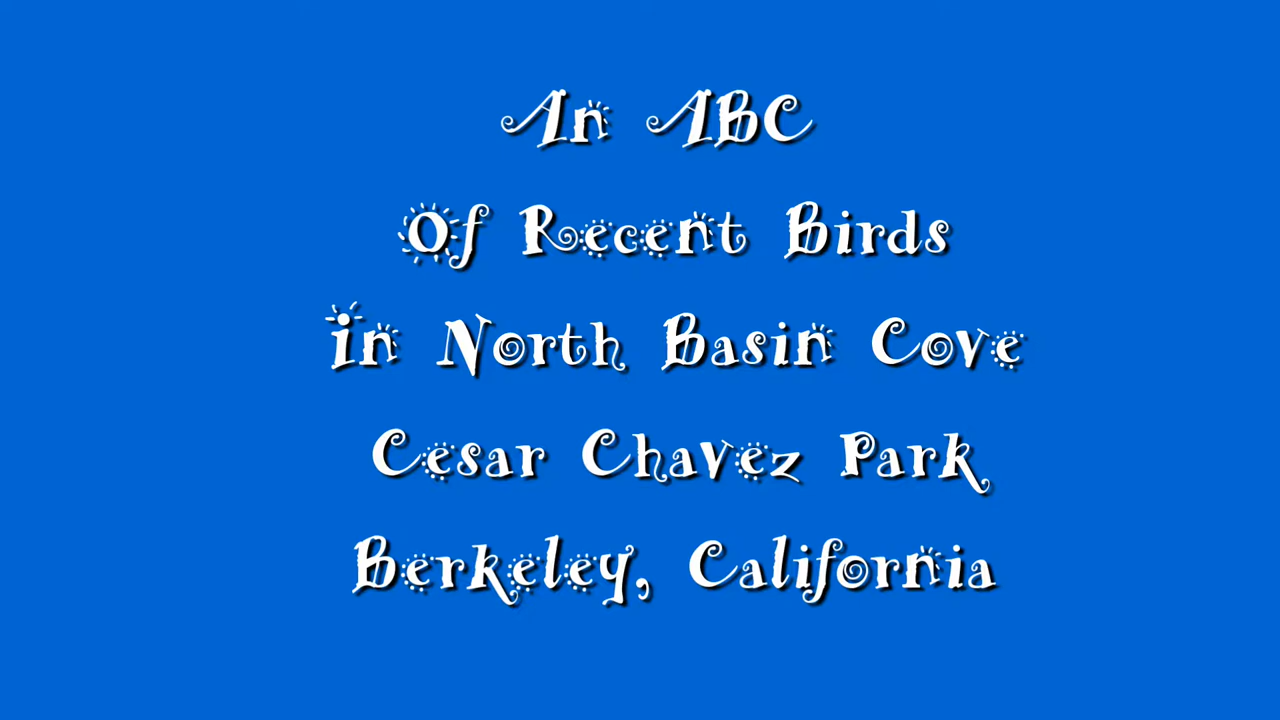 An ABC
Of Recent Birds
in North Basin Cove
Cesar Chavez Park
Berkeley, California